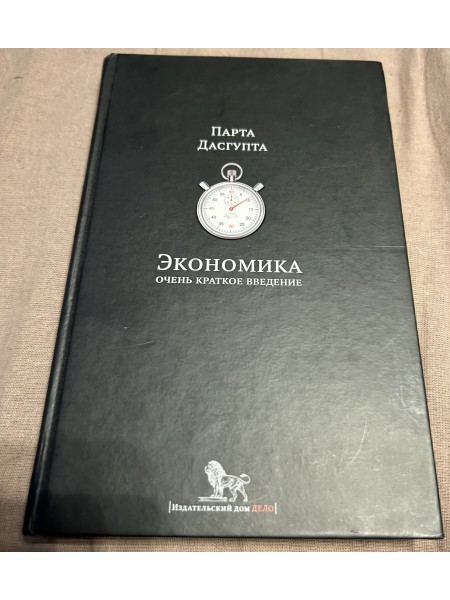 Парта
Дасгупта
Экономика
очень краткое введение
Издательский дом ДЕЛО